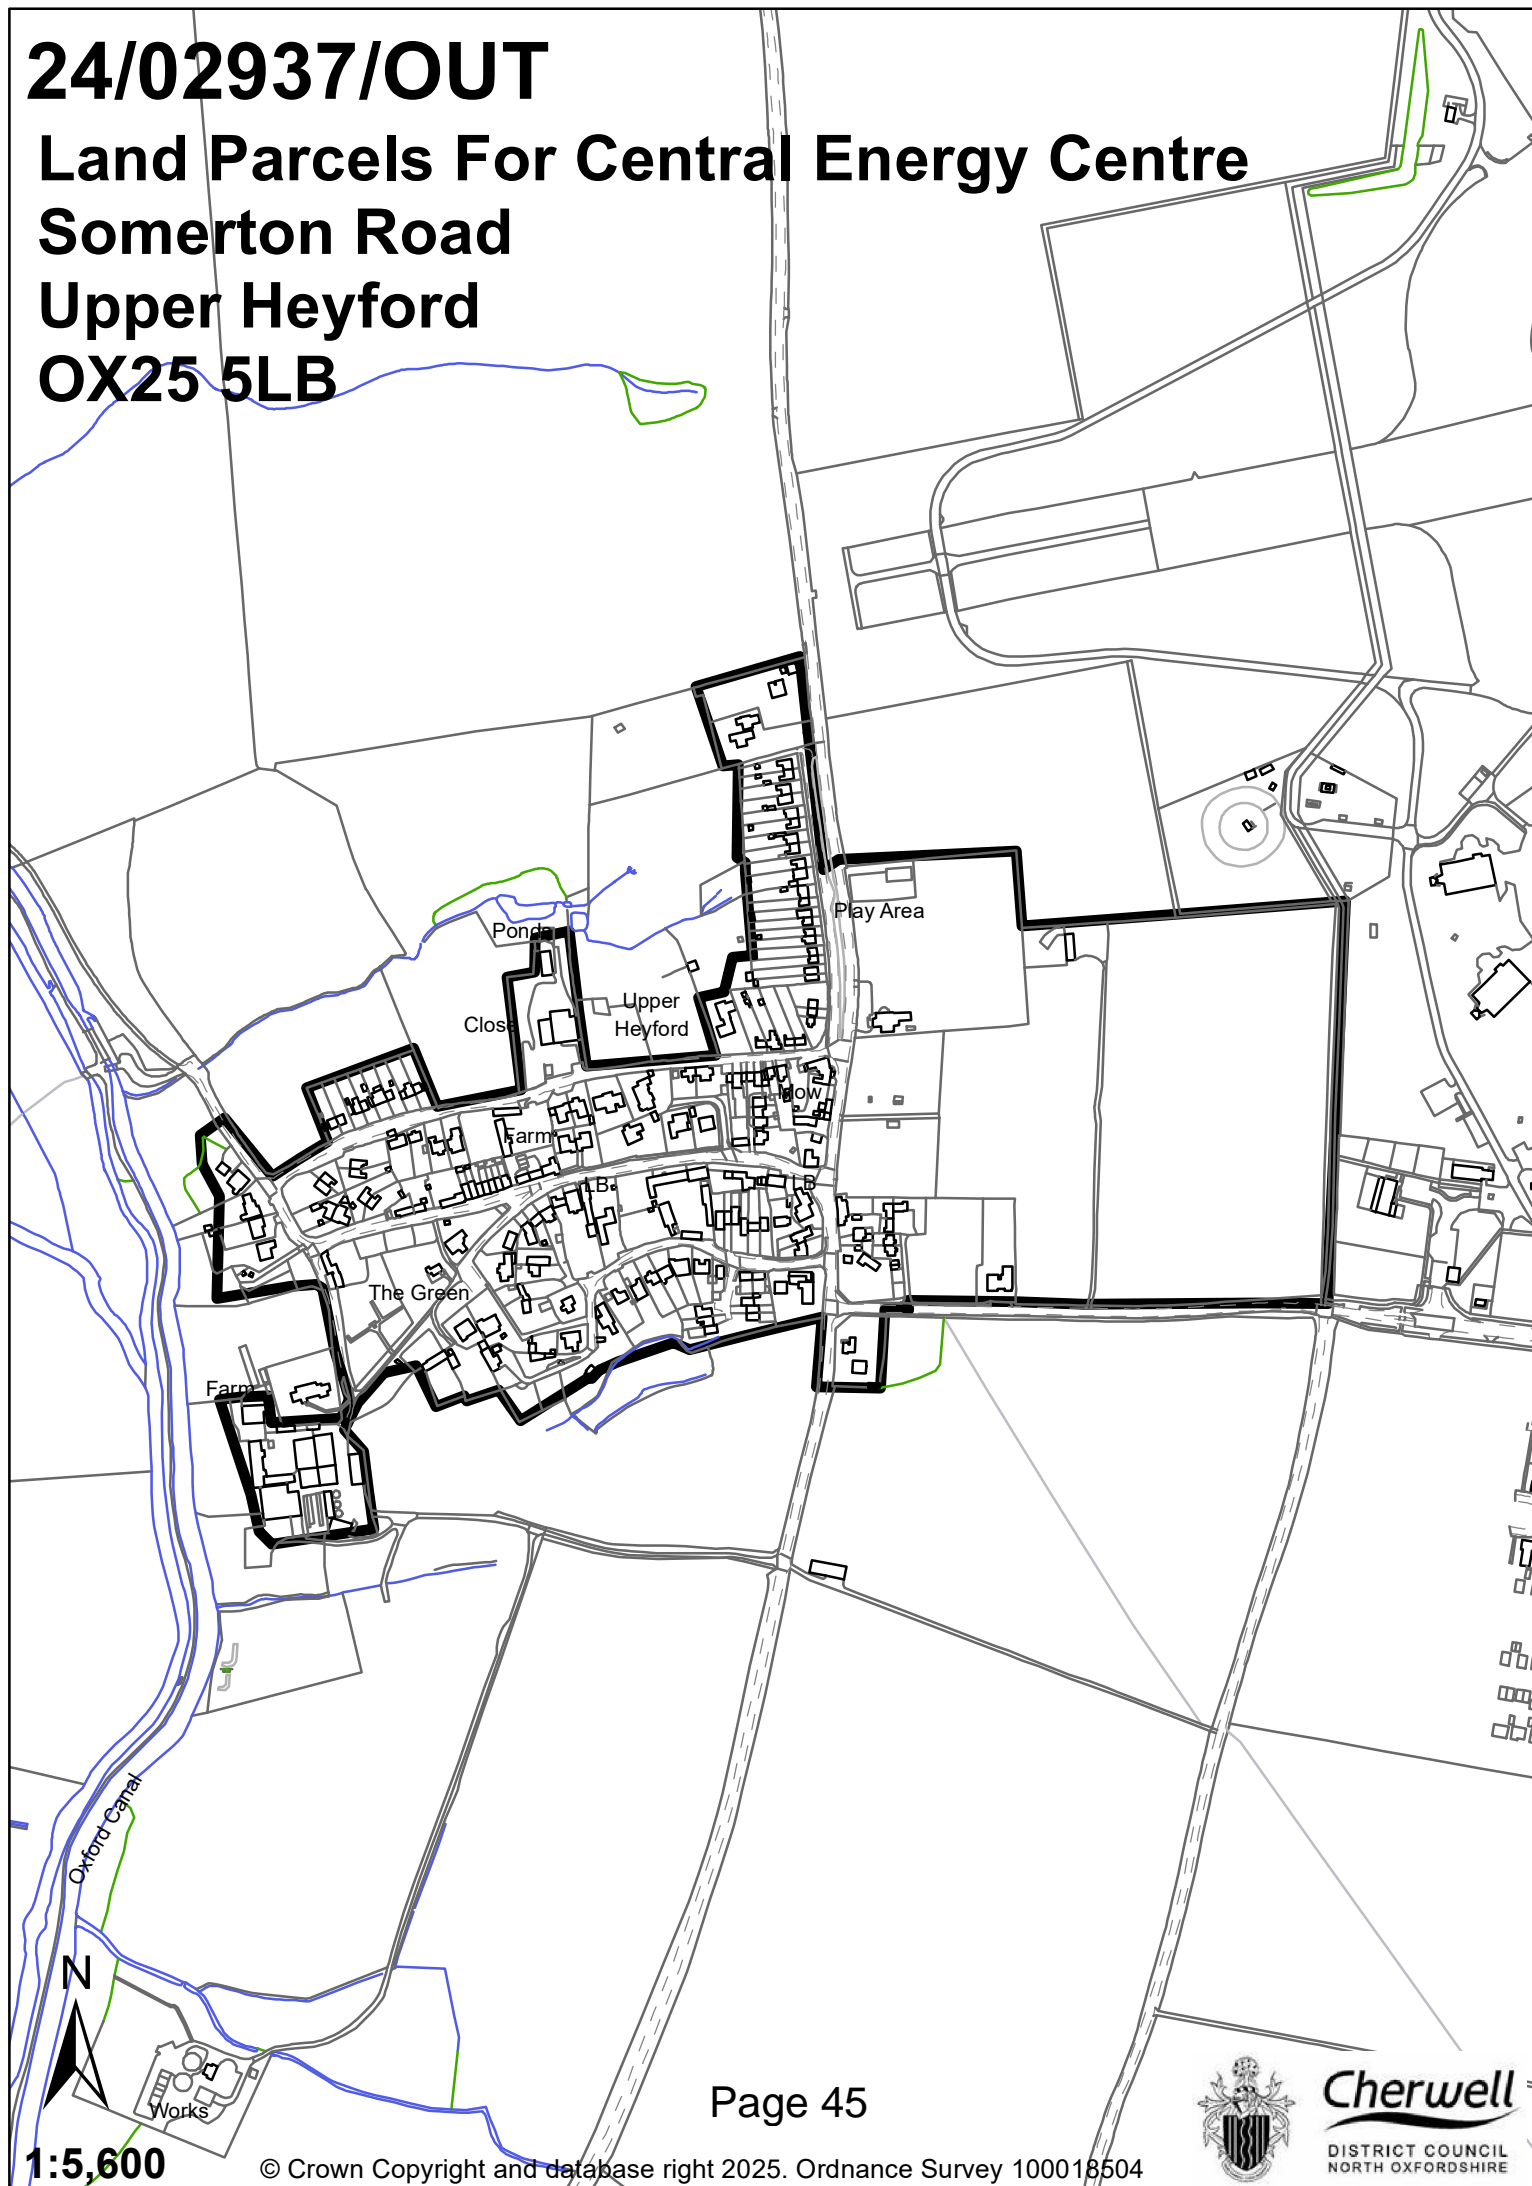 24/02937/OUT
Land Parcels For Central Energy Centre
Somerton Road
Upper Heyford
OX25 5LB
Play Area
Ponds
Upper
Heyford
Close
Mow
Farm
LB
LB
The Green
Farm
Oxford Canal
N
Works
Page 45
Cherwell
DISTRICT COUNCIL
NORTH OXFORDSHIRE
1:5,600
© Crown Copyright and database right 2025. Ordnance Survey 100018504